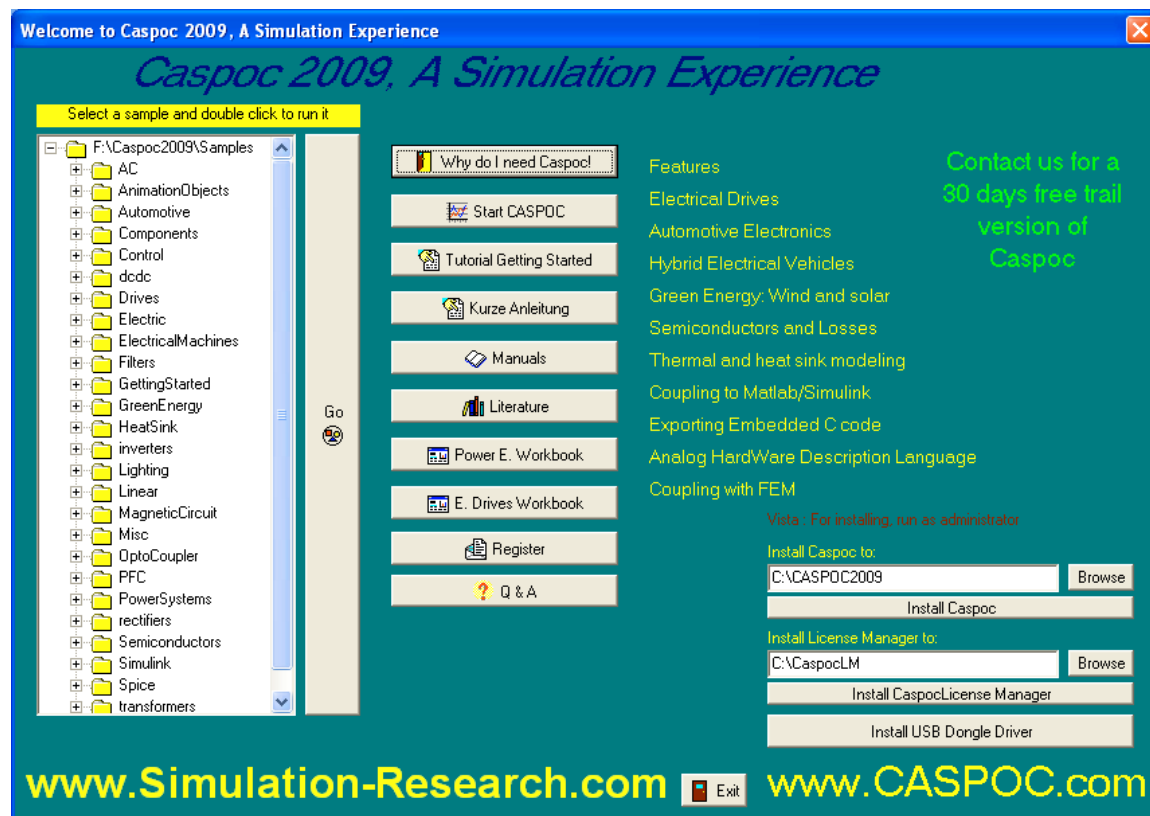 Welcome to Caspoc 2009, A Simulation Experience
Caspoc 2009, A Simulation Experience
Select a sample and double click to run it
F:\Caspoc2009\Samples
AC
AnimationObjects
Automotive
Components
Control
dcdc
Drives
Electric
ElectricalMachines
Filters
GettingStarted
GreenEnergy
HeatSink
inverters
Lighting
Linear
MagneticCircuit
Misc
OptoCoupler
PFC
PowerSystems
rectifiers
Semiconductors
Simulink
Spice
transformers
Go
Why do I need Caspoc!
Start CASPOC
Tutorial Getting Started
Kurze Anleitung
Manuals
Literature
Power E. Workbook
E. Drives Workbook
Register
Q & A
Features
Electrical Drives
Automotive Electronics
Hybrid Electrical Vehicles
Green Energy: Wind and solar
Semiconductors and Losses
Thermal and heat sink modeling
Coupling to Matlab/Simulink
Exporting Embedded C code
Analog HardWare Description Language
Coupling with FEM
Contact us for a
30 days free trail
version of
Caspoc
Vista : For installing, run as administrator
Install Caspoc to:
C:\CASPOC2009
Browse
Install Caspoc
Install License Manager to:
C:\CaspocLM
Browse
Install CaspocLicense Manager
Install USB Dongle Driver
www.Simulation-Research.com
Exit
www.CASPOC.com